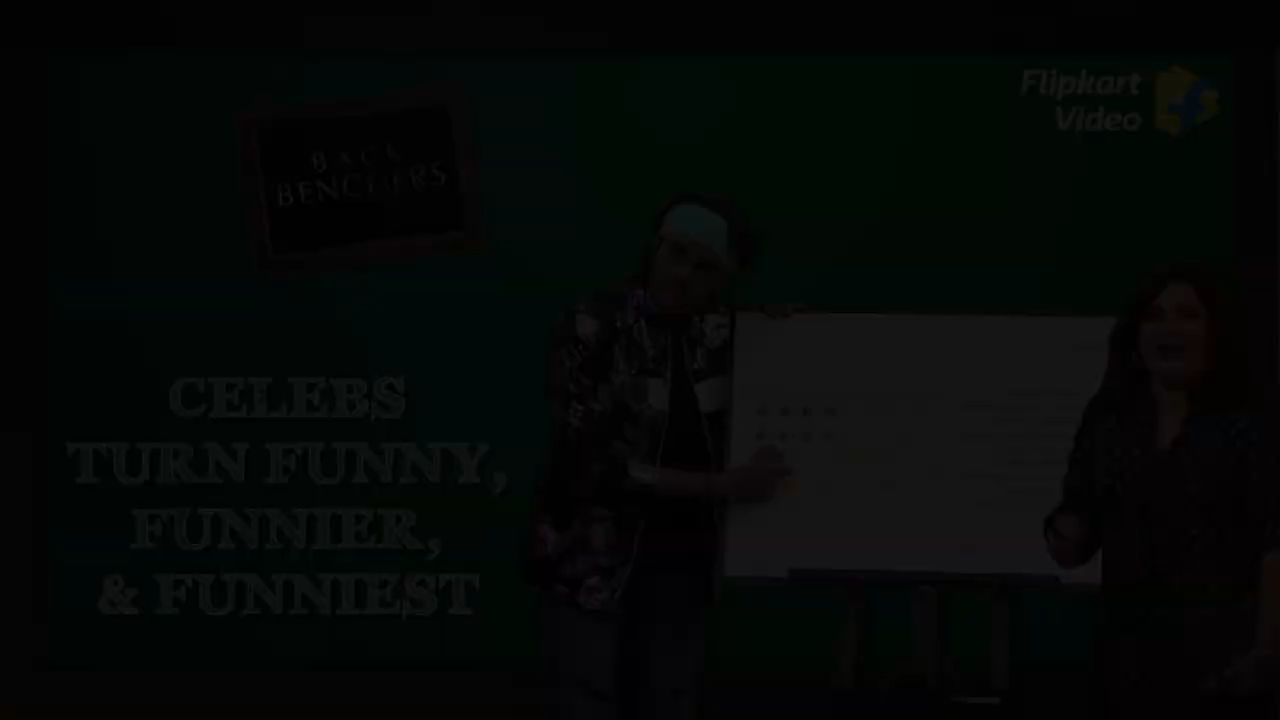 Flipkart
Video
BACK
BENCHERS
CELEBS
TURN FUNNY,
FUNNIER,
& FUNNIEST